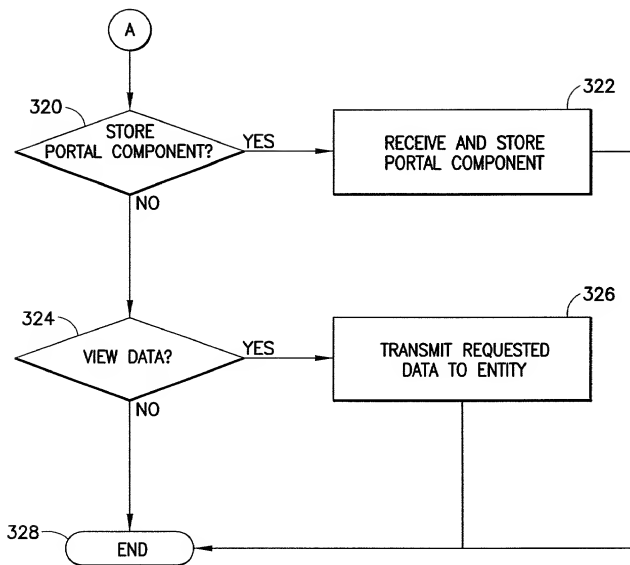 A
320
STORE
PORTAL COMPONENT?
YES
322
RECEIVE AND STORE
PORTAL COMPONENT
NO
324
VIEW DATA?
YES
326
TRANSMIT REQUESTED
DATA TO ENTITY
NO
328
END